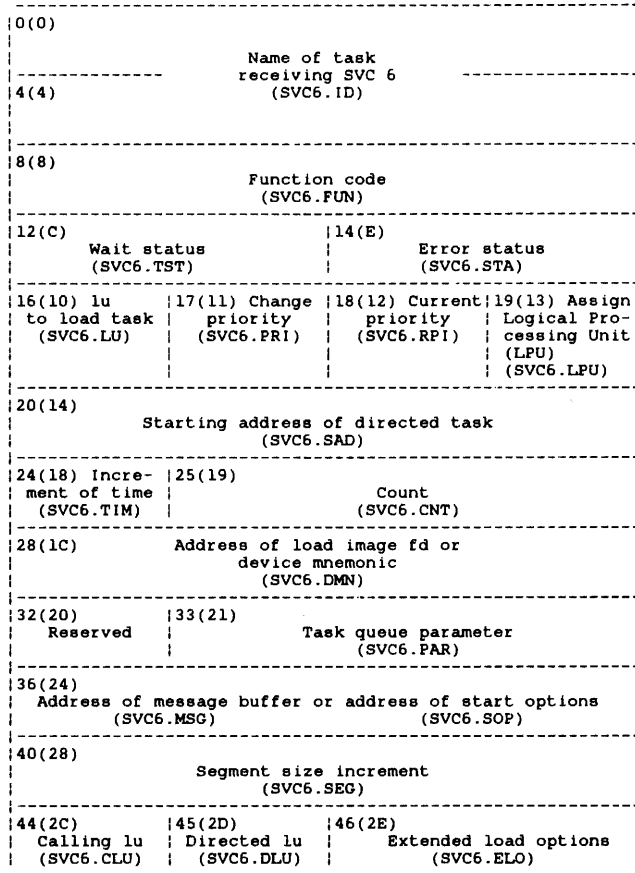 0(0)
Name of task
receiving SVC 6
4(4) (SVC6.ID)
8(8)
Function code
(SVC6.FUN)
12(C) 14(E)
Wait status Error status
(SVC6.TST) (SVC6.STA)
16(10) lu 17(11) Change 18(12) Current 19(13) Assign
to load task priority priority Logical Pro-
(SVC6.LU) (SVC6.PRI) (SVC6.RPI) cessing Unit
(LPU)
(SVC6.LPU)
20(14)
Starting address of directed task
(SVC6.SAD)
24(18) Incre- 25(19)
ment of time Count
(SVC6.TIM) (SVC6.CNT)
28(1C) Address of load image fd or
device mnemonic
(SVC6.DMN)
32(20) 33(21)
Reserved Task queue parameter
(SVC6.PAR)
36(24)
Address of message buffer or address of start options
(SVC6.MSG) (SVC6.SOP)
40(28)
Segment size increment
(SVC6.SEG)
44(2C) 45(2D) 46(2E)
Calling lu Directed lu Extended load options
(SVC6.CLU) (SVC6.DLU) (SVC6.ELO)